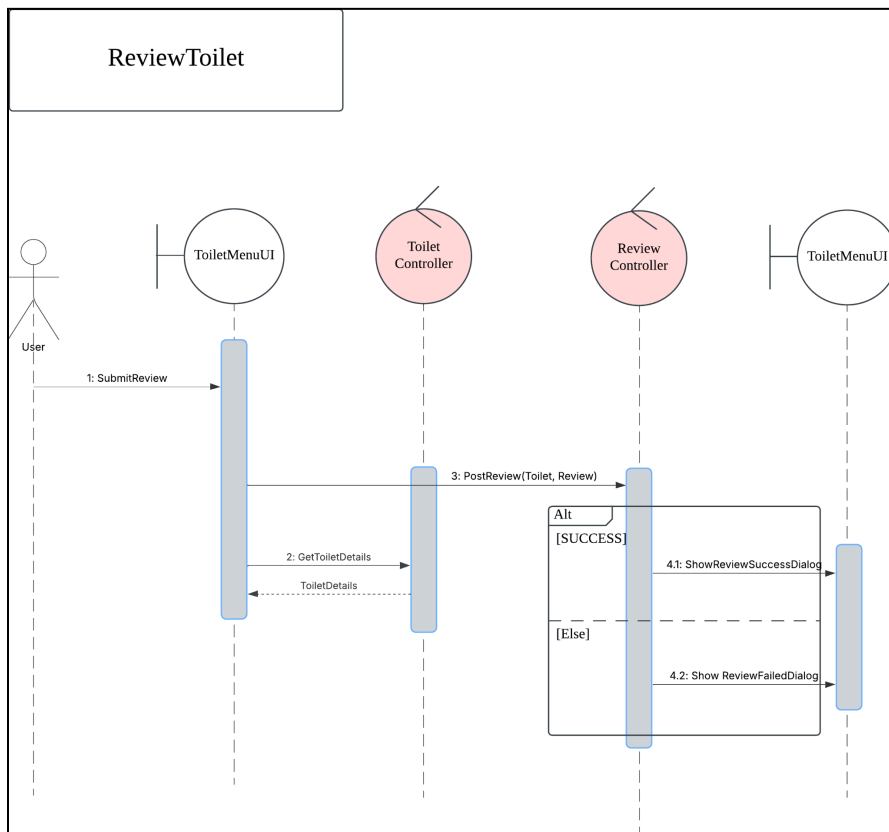 ReviewToilet
ToiletMenuUI
Toilet
Controller
Review
Controller
ToiletMenuUI
User
1: SubmitReview
3: PostReview(Toilet, Review)
Alt
[SUCCESS]
2: GetToiletDetails
4.1: ShowReviewSuccessDialog
ToiletDetails
[Else]
4.2: Show ReviewFailedDialog